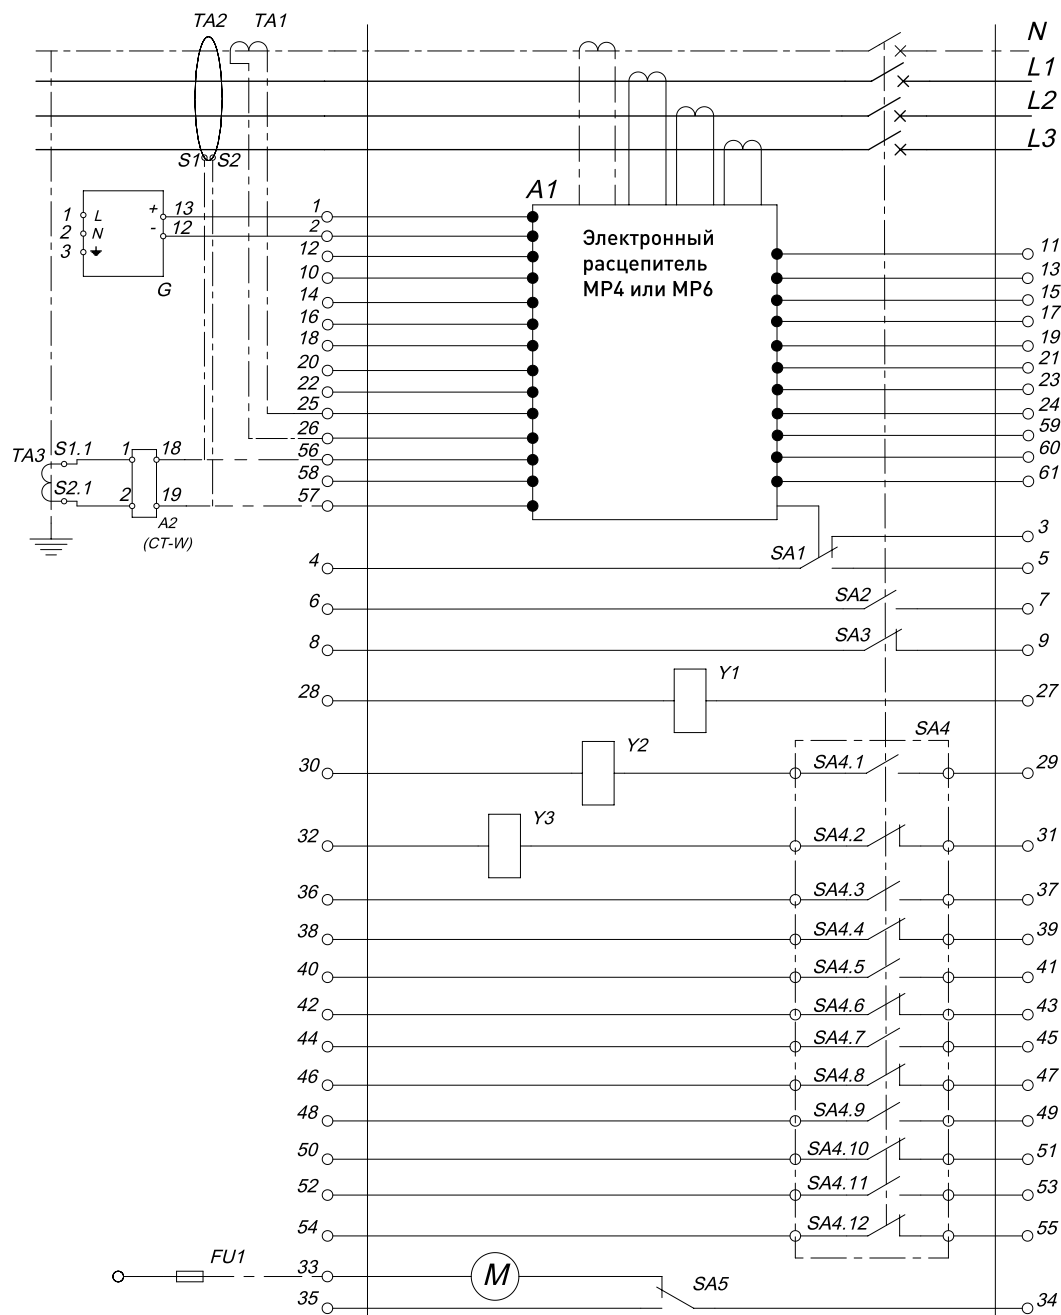 TA2 TA1
N
L1
L2
L3
S1 S2
A1
Электронный
расцепитель
МР4 или МР6
1 L + 13
2 N - 12
3
G
1
2
12
10
14
16
18
20
22
25
26
56
58
57
11
13
15
17
19
21
23
24
59
60
61
TA3 S1.1 1 18
S2.1 2 19
A2
(CT-W)
3
4 SA1 5
6 SA2 7
8 SA3 9
28 Y1 27
SA4
30 Y2 SA4.1 29
32 Y3 SA4.2 31
36 SA4.3 37
38 SA4.4 39
40 SA4.5 41
42 SA4.6 43
44 SA4.7 45
46 SA4.8 47
48 SA4.9 49
50 SA4.10 51
52 SA4.11 53
54 SA4.12 55
FU1 33 M
35 SA5 34